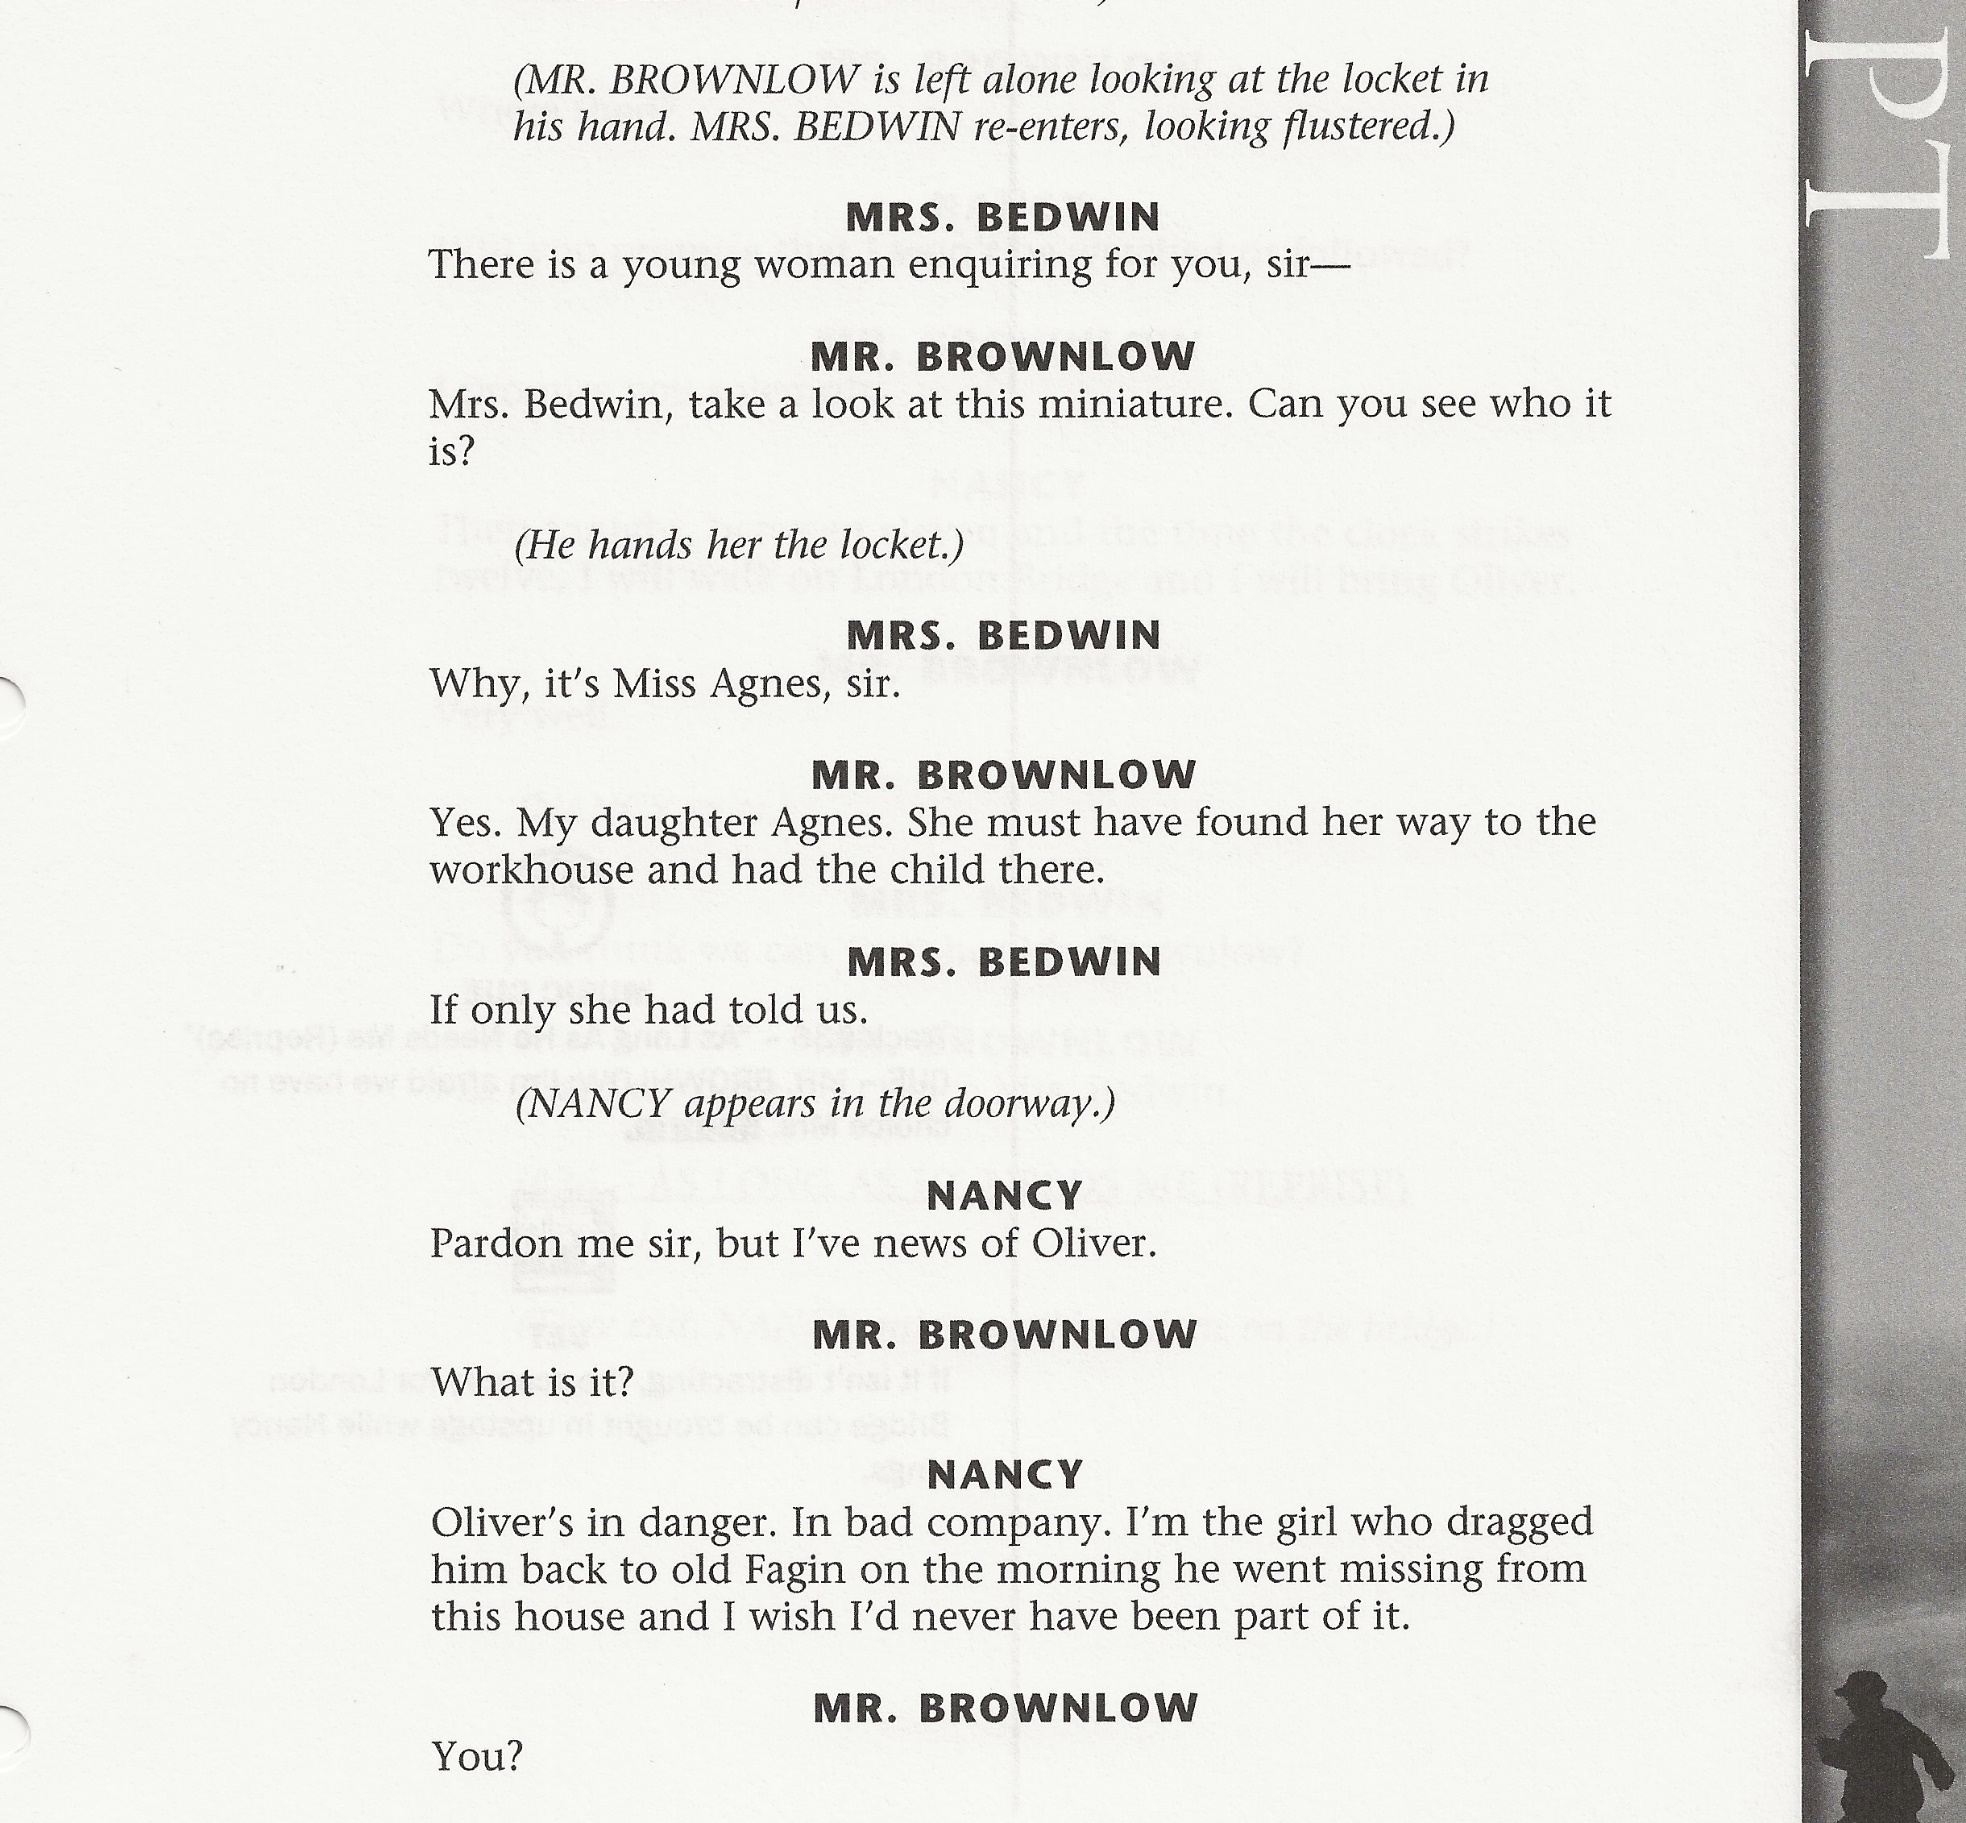 (MR. BROWNLOW is left alone looking at the locket in
his hand. MRS. BEDWIN re-enters, looking flustered.)
MRS. BEDWIN
There is a young woman enquiring for you, sir—
MR. BROWNLOW
Mrs. Bedwin, take a look at this miniature. Can you see who it
is?
(He hands her the locket.)
MRS. BEDWIN
Why, it's Miss Agnes, sir.
MR. BROWNLOW
Yes. My daughter Agnes. She must have found her way to the
workhouse and had the child there.
MRS. BEDWIN
If only she had told us.
(NANCY appears in the doorway.)
NANCY
Pardon me sir, but I've news of Oliver.
MR. BROWNLOW
What is it?
NANCY
Oliver's in danger. In bad company. I'm the girl who dragged
him back to old Fagin on the morning he went missing from
this house and I wish I'd never have been part of it.
MR. BROWNLOW
You?
PT